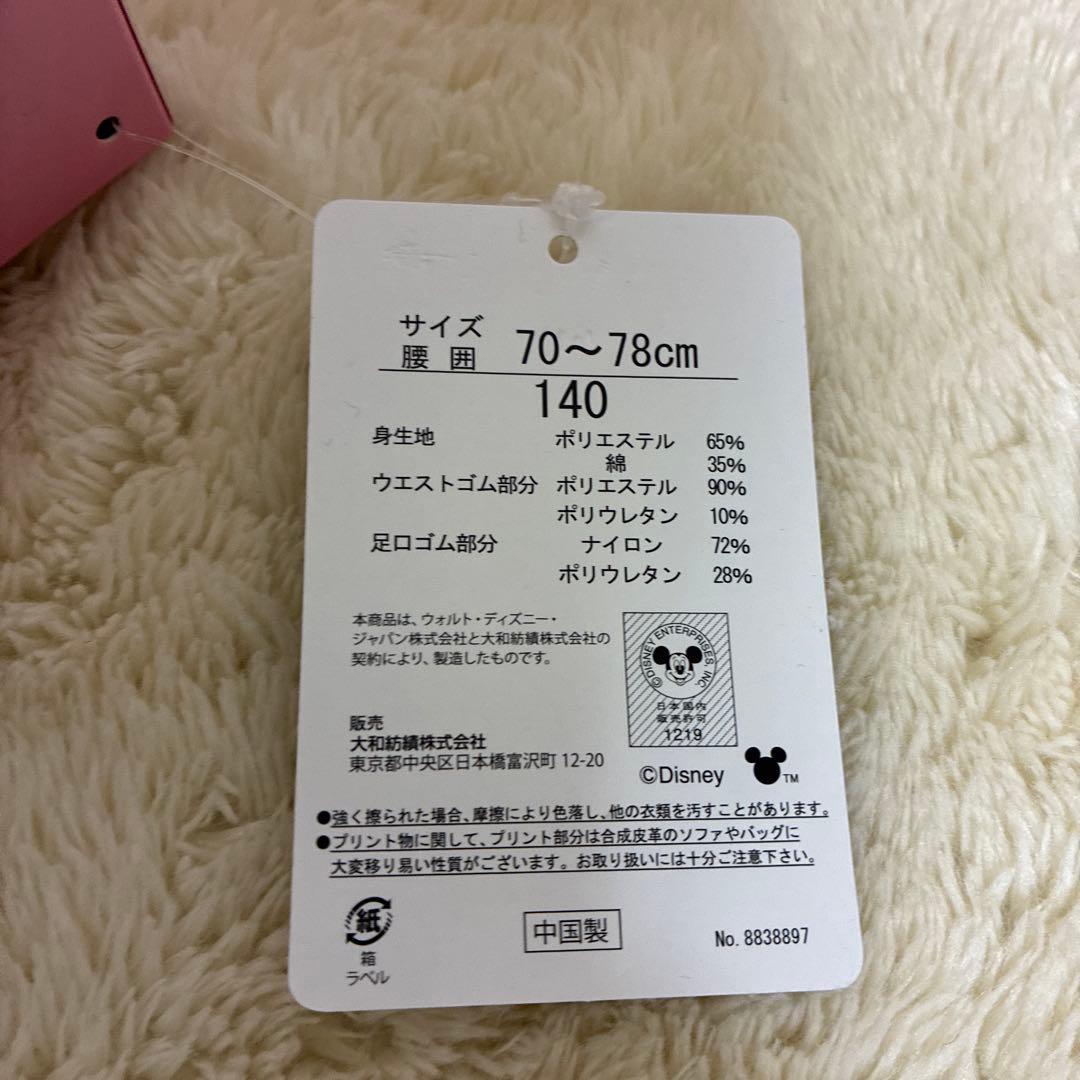 サイズ
腰囲 70～78cm
140
身生地 ポリエステル 65%
綿 35%
ウエストゴム部分 ポリエステル 90%
ポリウレタン 10%
足口ゴム部分 ナイロン 72%
ポリウレタン 28%
本商品は、ウォルト・ディズニー・
ジャパン株式会社と大和紡績株式会社の
契約により、製造したものです。
©DISNEY ENTERPRISES, INC.
日本国内
販売許可
1219
販売
大和紡績株式会社
東京都中央区日本橋富沢町 12-20
©Disney TM
●強く擦られた場合、摩擦により色落し、他の衣類を汚すことがあります。
●プリント物に関して、プリント部分は合成皮革のソファやバッグに
大変移り易い性質がございます。お取り扱いには十分ご注意下さい。
紙
箱
ラベル
中国製
No. 8838897